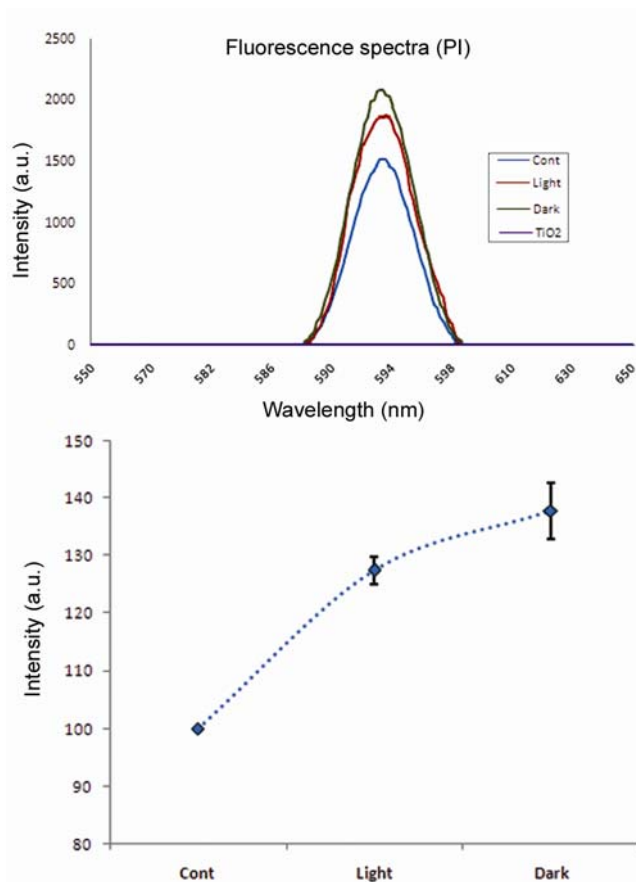 Fluorescence spectra (PI)
2500
2000
1500
1000
500
0
Intensity (a.u.)
Cont
Light
Dark
TiO2
550 570 582 586 590 594 598 610 630 650
Wavelength (nm)
150
140
130
120
110
100
90
80
Intensity (a.u.)
Cont Light Dark